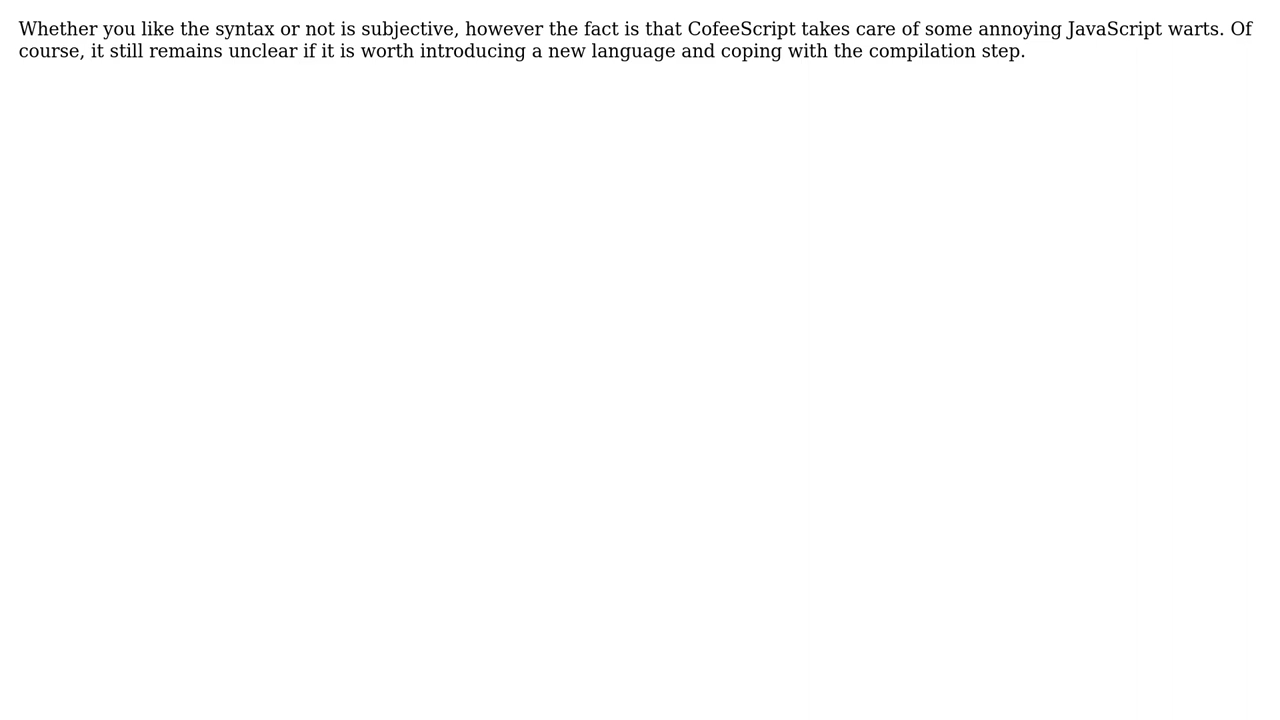 Whether you like the syntax or not is subjective, however the fact is that CofeeScript takes care of some annoying JavaScript warts. Of
course, it still remains unclear if it is worth introducing a new language and coping with the compilation step.